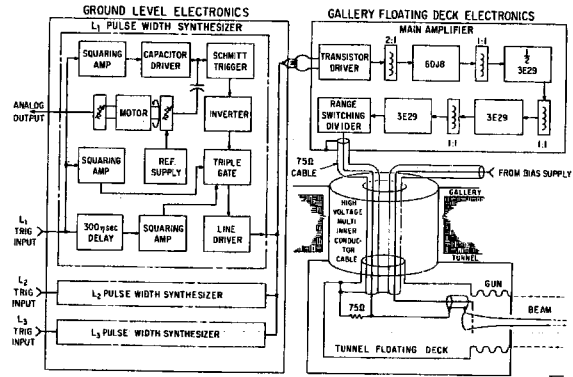 GROUND LEVEL ELECTRONICS
L1 PULSE WIDTH SYNTHESIZER
SQUARING AMP
CAPACITOR DRIVER
SCHMITT TRIGGER
ANALOG OUTPUT
MOTOR
INVERTER
SQUARING AMP
REF. SUPPLY
TRIPLE GATE
L1 TRIG INPUT
300ηsec DELAY
SQUARING AMP
LINE DRIVER
L2 TRIG INPUT
L2 PULSE WIDTH SYNTHESIZER
L3 TRIG INPUT
L3 PULSE WIDTH SYNTHESIZER
GALLERY FLOATING DECK ELECTRONICS
MAIN AMPLIFIER
TRANSISTOR DRIVER
2:1
6DJ8
1:1
1/2 3E29
RANGE SWITCHING DIVIDER
3E29
1:1
3E29
1:1
75Ω CABLE
FROM BIAS SUPPLY
GALLERY
HIGH VOLTAGE MULTI INNER CONDUCTOR CABLE
TUNNEL
GUN
75Ω
BEAM
TUNNEL FLOATING DECK